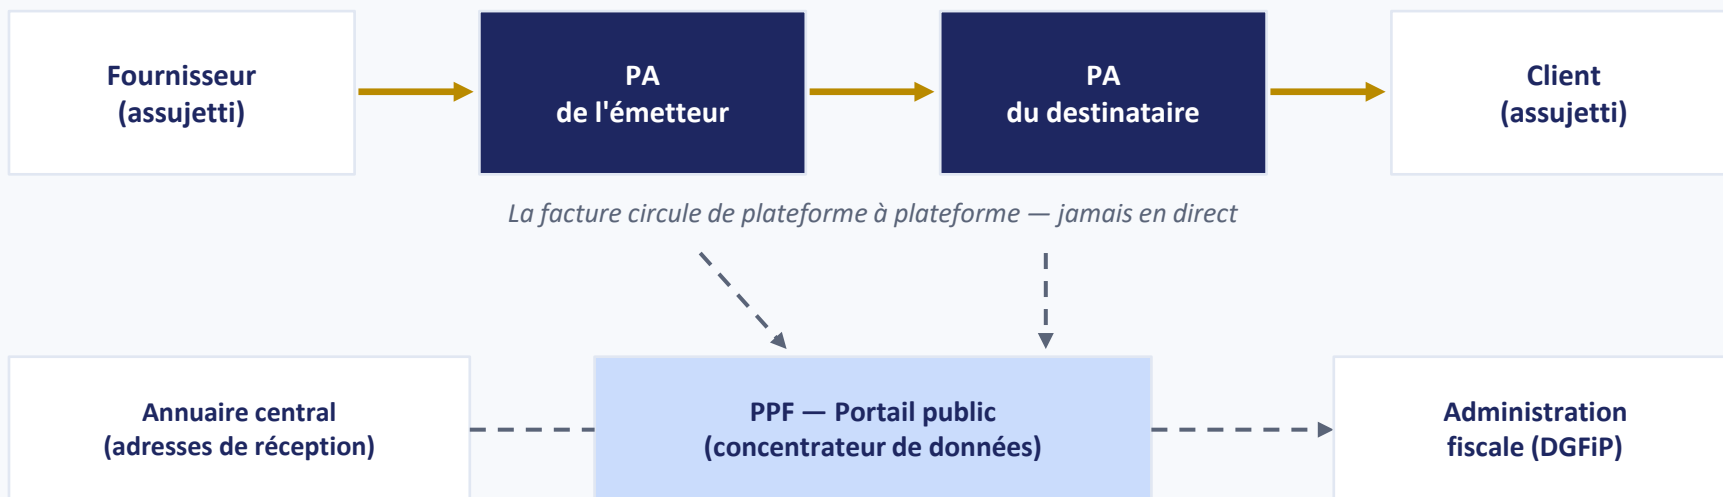 Fournisseur
(assujetti)
PA
de l'émetteur
PA
du destinataire
Client
(assujetti)
La facture circule de plateforme à plateforme — jamais en direct
Annuaire central
(adresses de réception)
PPF — Portail public
(concentrateur de données)
Administration
fiscale (DGFiP)